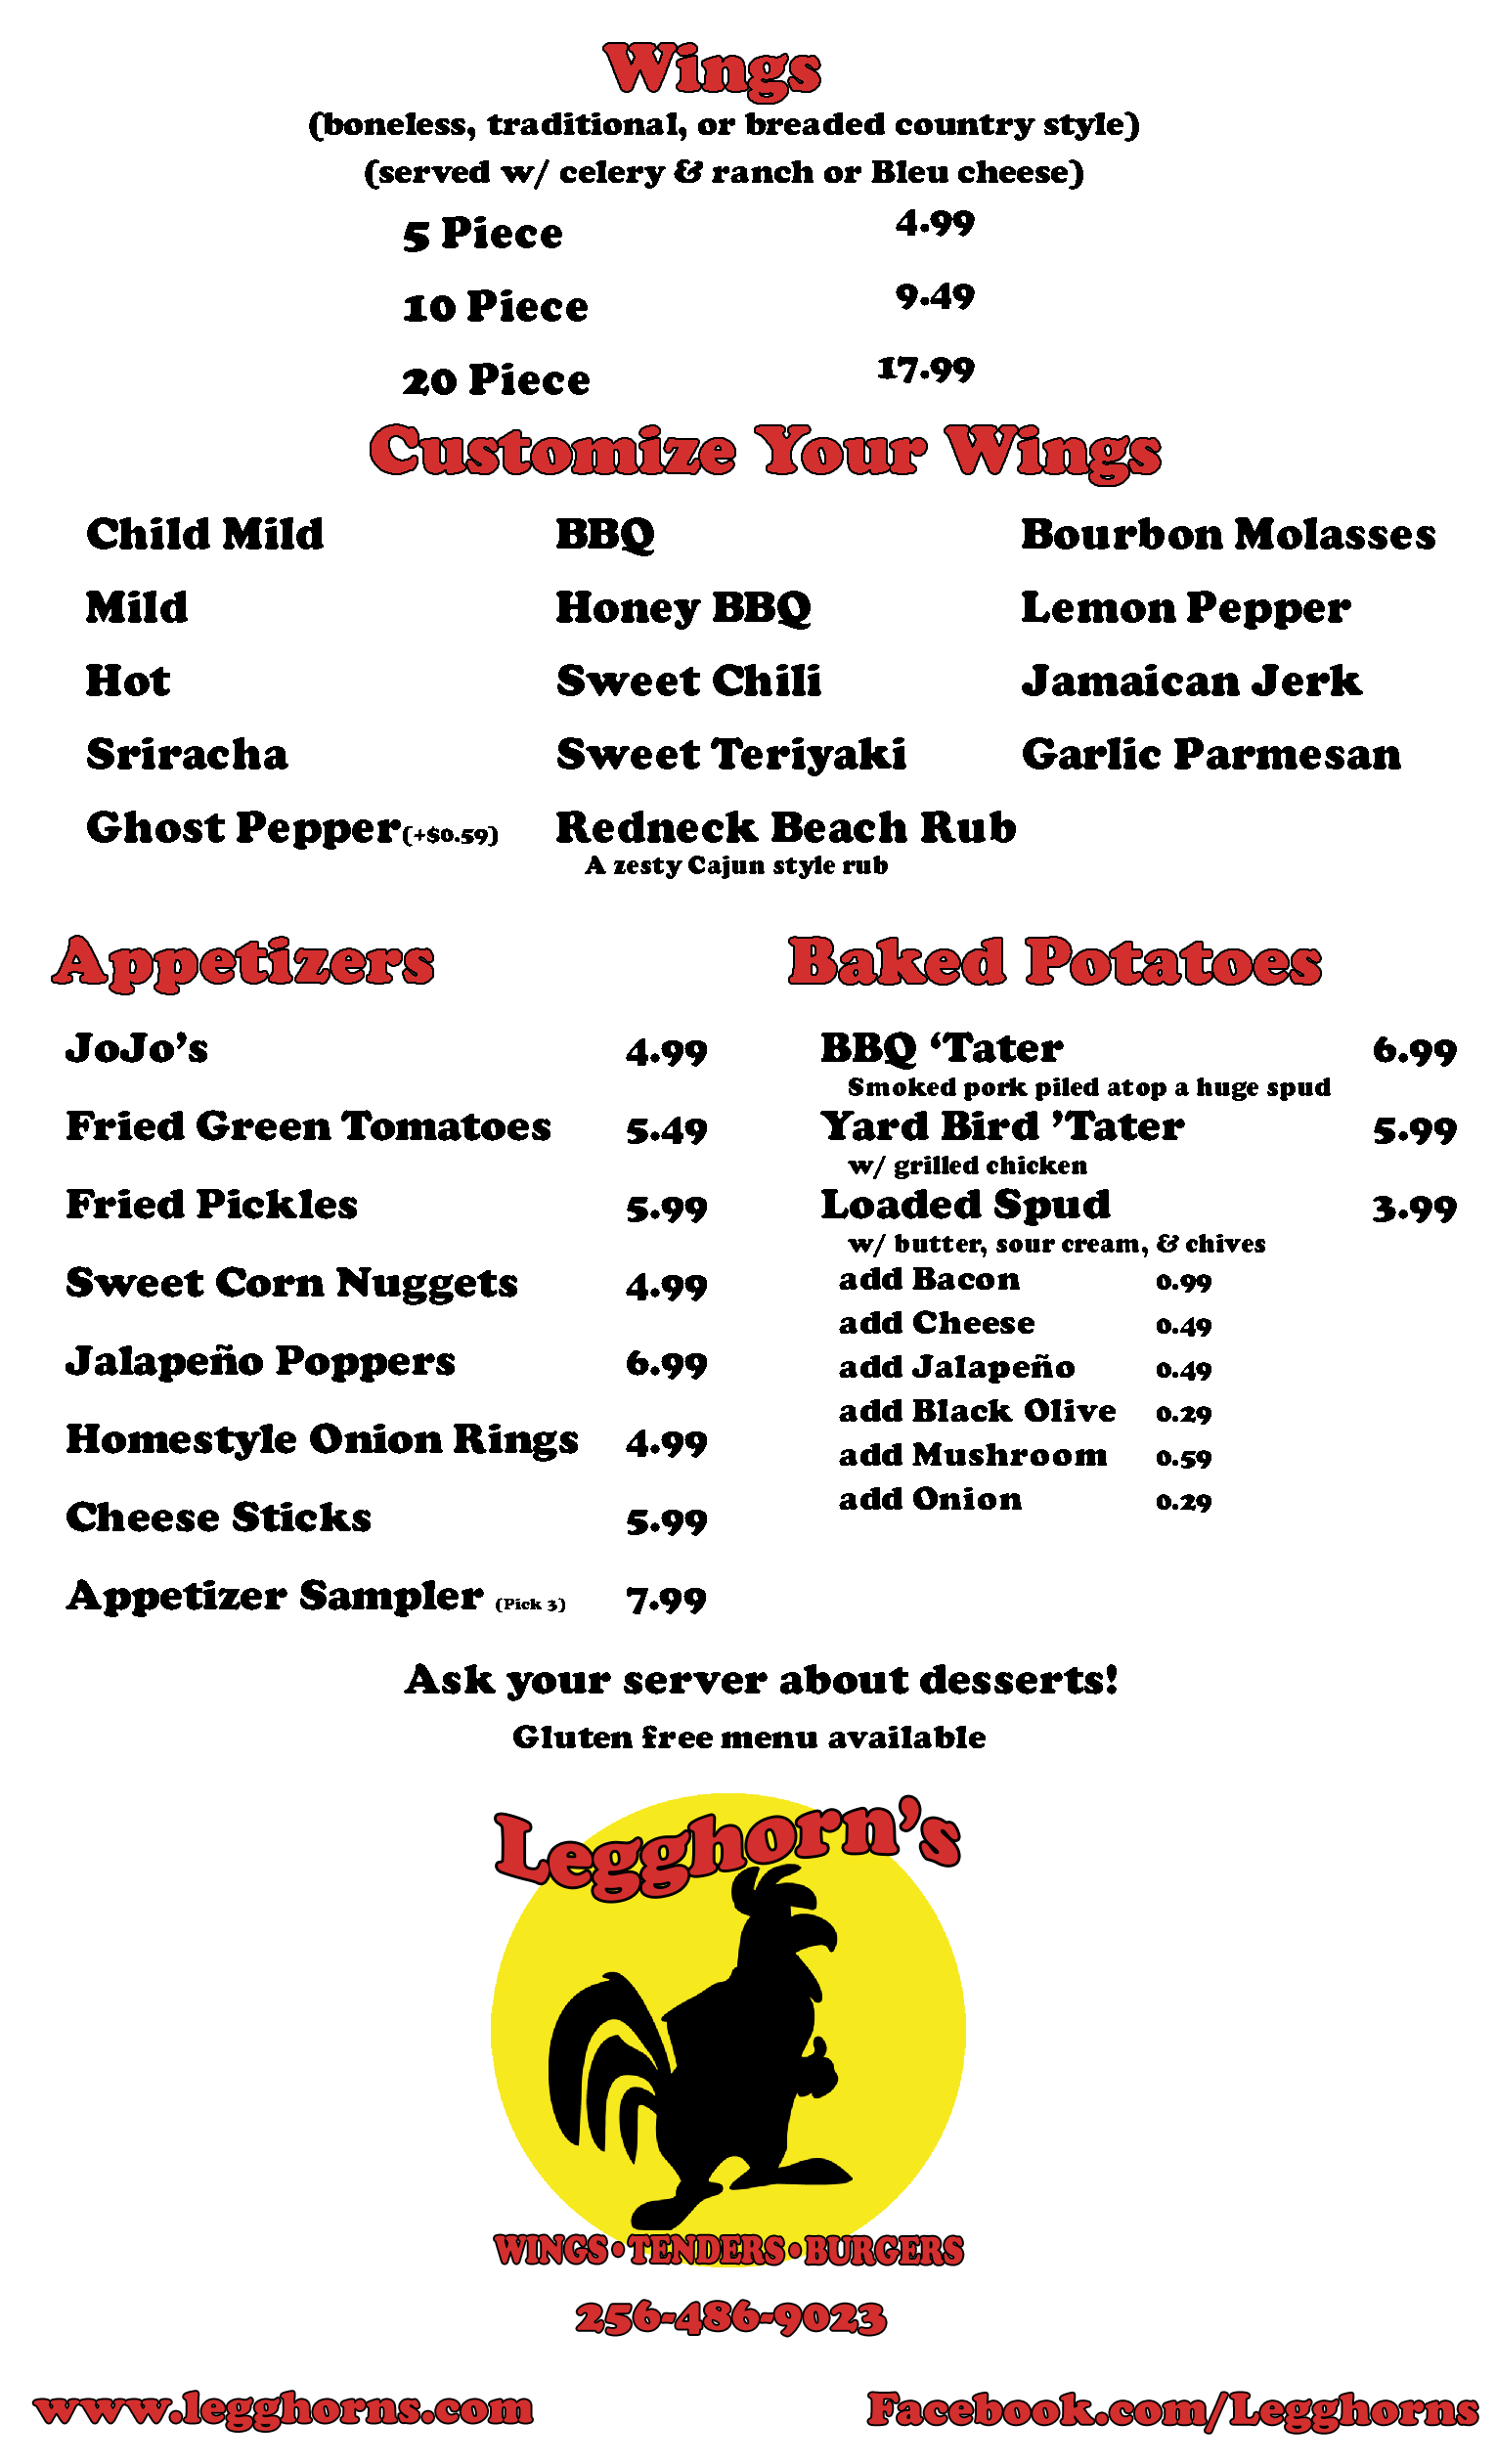 Wings
(boneless, traditional, or breaded country style)
(served w/ celery & ranch or Bleu cheese)
5 Piece 4.99
10 Piece 9.49
20 Piece 17.99
Customize Your Wings
Child Mild BBQ Bourbon Molasses
Mild Honey BBQ Lemon Pepper
Hot Sweet Chili Jamaican Jerk
Sriracha Sweet Teriyaki Garlic Parmesan
Ghost Pepper(+$0.59) Redneck Beach Rub
A zesty Cajun style rub
Appetizers
JoJo’s 4.99
Fried Green Tomatoes 5.49
Fried Pickles 5.99
Sweet Corn Nuggets 4.99
Jalapeño Poppers 6.99
Homestyle Onion Rings 4.99
Cheese Sticks 5.99
Appetizer Sampler (Pick 3) 7.99
Baked Potatoes
BBQ ‘Tater 6.99
Smoked pork piled atop a huge spud
Yard Bird ’Tater 5.99
w/ grilled chicken
Loaded Spud 3.99
w/ butter, sour cream, & chives
add Bacon 0.99
add Cheese 0.49
add Jalapeño 0.49
add Black Olive 0.29
add Mushroom 0.59
add Onion 0.29
Ask your server about desserts!
Gluten free menu available
Legghorn’s
WINGS • TENDERS • BURGERS
256-486-9023
www.legghorns.com Facebook.com/Legghorns